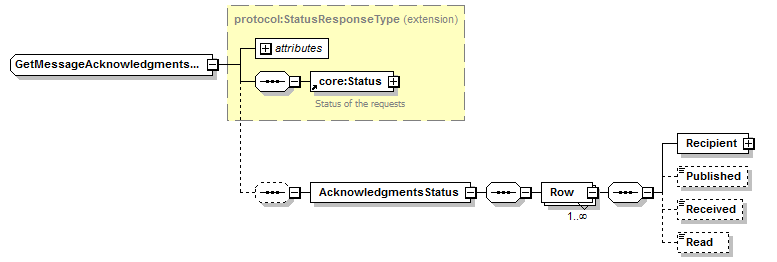 protocol:StatusResponseType (extension)
attributes
GetMessageAcknowledgments...
core:Status
Status of the requests
Recipient
Published
AcknowledgmentsStatus
Row
1..∞
Received
Read